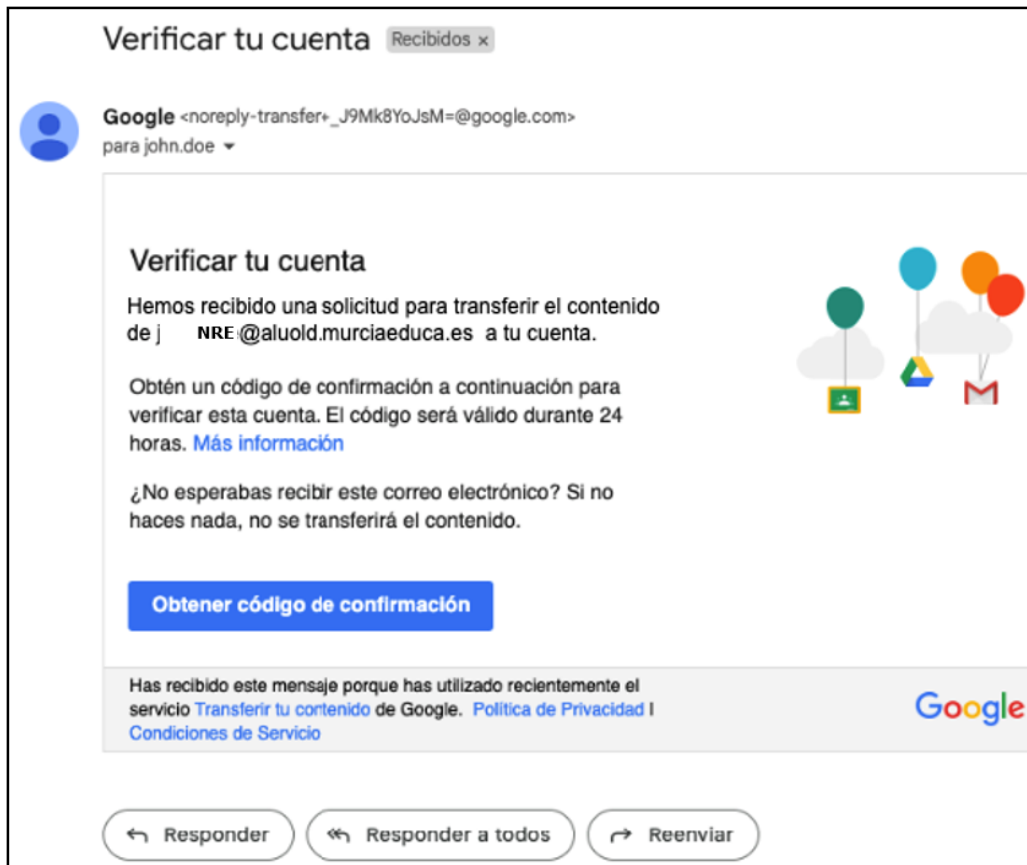 Verificar tu cuenta Recibidos ×
Google <noreply-transfer+_J9Mk8YoJsM=@google.com>
para john.doe
Verificar tu cuenta
Hemos recibido una solicitud para transferir el contenido
de j NRE @aluold.murciaeduca.es a tu cuenta.
Obtén un código de confirmación a continuación para
verificar esta cuenta. El código será válido durante 24
horas. Más información
¿No esperabas recibir este correo electrónico? Si no
haces nada, no se transferirá el contenido.
Obtener código de confirmación
Has recibido este mensaje porque has utilizado recientemente el
servicio Transferir tu contenido de Google. Política de Privacidad I
Condiciones de Servicio
Google
Responder Responder a todos Reenviar